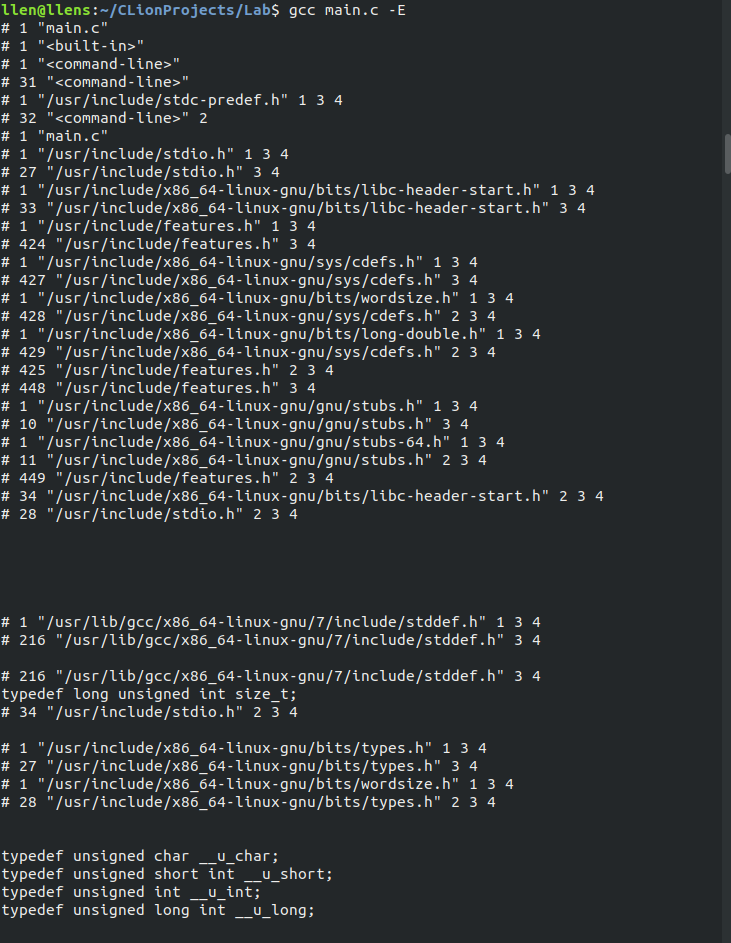 llen@llens:~/CLionProjects/Lab$ gcc main.c -E
# 1 "main.c"
# 1 "<built-in>"
# 1 "<command-line>"
# 31 "<command-line>"
# 1 "/usr/include/stdc-predef.h" 1 3 4
# 32 "<command-line>" 2
# 1 "main.c"
# 1 "/usr/include/stdio.h" 1 3 4
# 27 "/usr/include/stdio.h" 3 4
# 1 "/usr/include/x86_64-linux-gnu/bits/libc-header-start.h" 1 3 4
# 33 "/usr/include/x86_64-linux-gnu/bits/libc-header-start.h" 3 4
# 1 "/usr/include/features.h" 1 3 4
# 424 "/usr/include/features.h" 3 4
# 1 "/usr/include/x86_64-linux-gnu/sys/cdefs.h" 1 3 4
# 427 "/usr/include/x86_64-linux-gnu/sys/cdefs.h" 3 4
# 1 "/usr/include/x86_64-linux-gnu/bits/wordsize.h" 1 3 4
# 428 "/usr/include/x86_64-linux-gnu/sys/cdefs.h" 2 3 4
# 1 "/usr/include/x86_64-linux-gnu/bits/long-double.h" 1 3 4
# 429 "/usr/include/x86_64-linux-gnu/sys/cdefs.h" 2 3 4
# 425 "/usr/include/features.h" 2 3 4
# 448 "/usr/include/features.h" 3 4
# 1 "/usr/include/x86_64-linux-gnu/gnu/stubs.h" 1 3 4
# 10 "/usr/include/x86_64-linux-gnu/gnu/stubs.h" 3 4
# 1 "/usr/include/x86_64-linux-gnu/gnu/stubs-64.h" 1 3 4
# 11 "/usr/include/x86_64-linux-gnu/gnu/stubs.h" 2 3 4
# 449 "/usr/include/features.h" 2 3 4
# 34 "/usr/include/x86_64-linux-gnu/bits/libc-header-start.h" 2 3 4
# 28 "/usr/include/stdio.h" 2 3 4
# 1 "/usr/lib/gcc/x86_64-linux-gnu/7/include/stddef.h" 1 3 4
# 216 "/usr/lib/gcc/x86_64-linux-gnu/7/include/stddef.h" 3 4
# 216 "/usr/lib/gcc/x86_64-linux-gnu/7/include/stddef.h" 3 4
typedef long unsigned int size_t;
# 34 "/usr/include/stdio.h" 2 3 4
# 1 "/usr/include/x86_64-linux-gnu/bits/types.h" 1 3 4
# 27 "/usr/include/x86_64-linux-gnu/bits/types.h" 3 4
# 1 "/usr/include/x86_64-linux-gnu/bits/wordsize.h" 1 3 4
# 28 "/usr/include/x86_64-linux-gnu/bits/types.h" 2 3 4
typedef unsigned char __u_char;
typedef unsigned short int __u_short;
typedef unsigned int __u_int;
typedef unsigned long int __u_long;